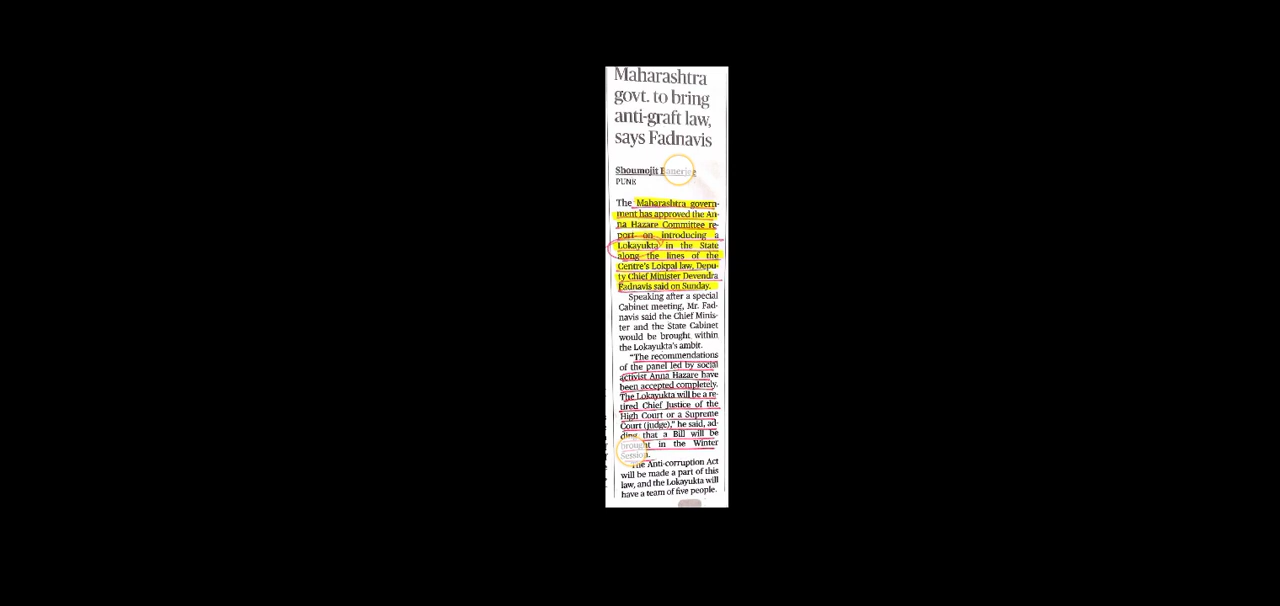 Maharashtra
govt. to bring
anti-graft law,
says Fadnavis
Shoumojit Banerjee
PUNE
The Maharashtra govern-
ment has approved the An-
na Hazare Committee re-
port on introducing a
Lokayukta in the State
along the lines of the
Centre's Lokpal law, Depu-
ty Chief Minister Devendra
Fadnavis said on Sunday.
Speaking after a special
Cabinet meeting, Mr. Fad-
navis said the Chief Minis-
ter and the State Cabinet
would be brought within
the Lokayukta's ambit.
"The recommendations
of the panel led by social
activist Anna Hazare have
been accepted completely.
The Lokayukta will be a re-
tired Chief Justice of the
High Court or a Supreme
Court (judge)," he said, ad-
ding that a Bill will be
brought in the Winter
Session.
The Anti-corruption Act
will be made a part of this
law, and the Lokayukta will
have a team of five people.